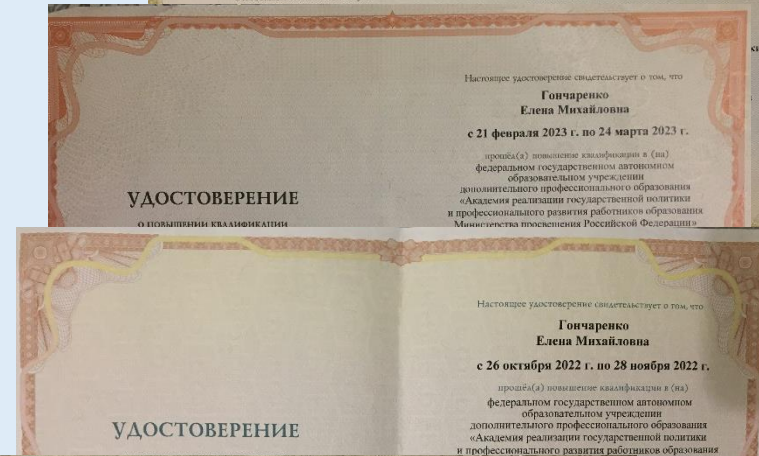 Настоящее удостоверение свидетельствует о том, что
Гончаренко
Елена Михайловна
с 21 февраля 2023 г. по 24 марта 2023 г.
прошёл(а) повышение квалификации в (на)
федеральном государственном автономном
образовательном учреждении
дополнительного профессионального образования
«Академия реализации государственной политики
и профессионального развития работников образования
Министерства просвещения Российской Федерации»
УДОСТОВЕРЕНИЕ
О ПОВЫШЕНИИ КВАЛИФИКАЦИИ
Настоящее удостоверение свидетельствует о том, что
Гончаренко
Елена Михайловна
с 26 октября 2022 г. по 28 ноября 2022 г.
прошёл(а) повышение квалификации в (на)
федеральном государственном автономном
образовательном учреждении
дополнительного профессионального образования
«Академия реализации государственной политики
и профессионального развития работников образования
УДОСТОВЕРЕНИЕ